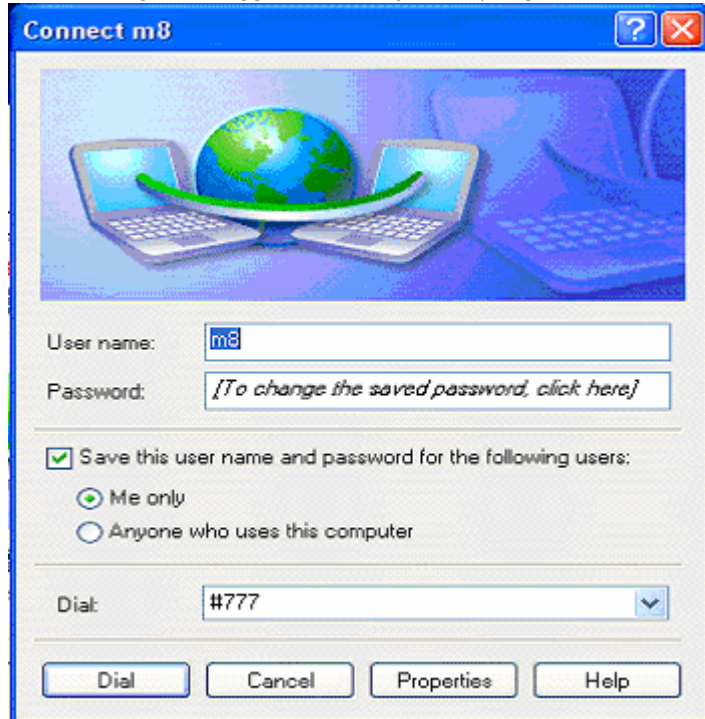 Connect m8
User name: m8
Password: [To change the saved password, click here]
Save this user name and password for the following users:
Me only
Anyone who uses this computer
Dial: #777
Dial Cancel Properties Help